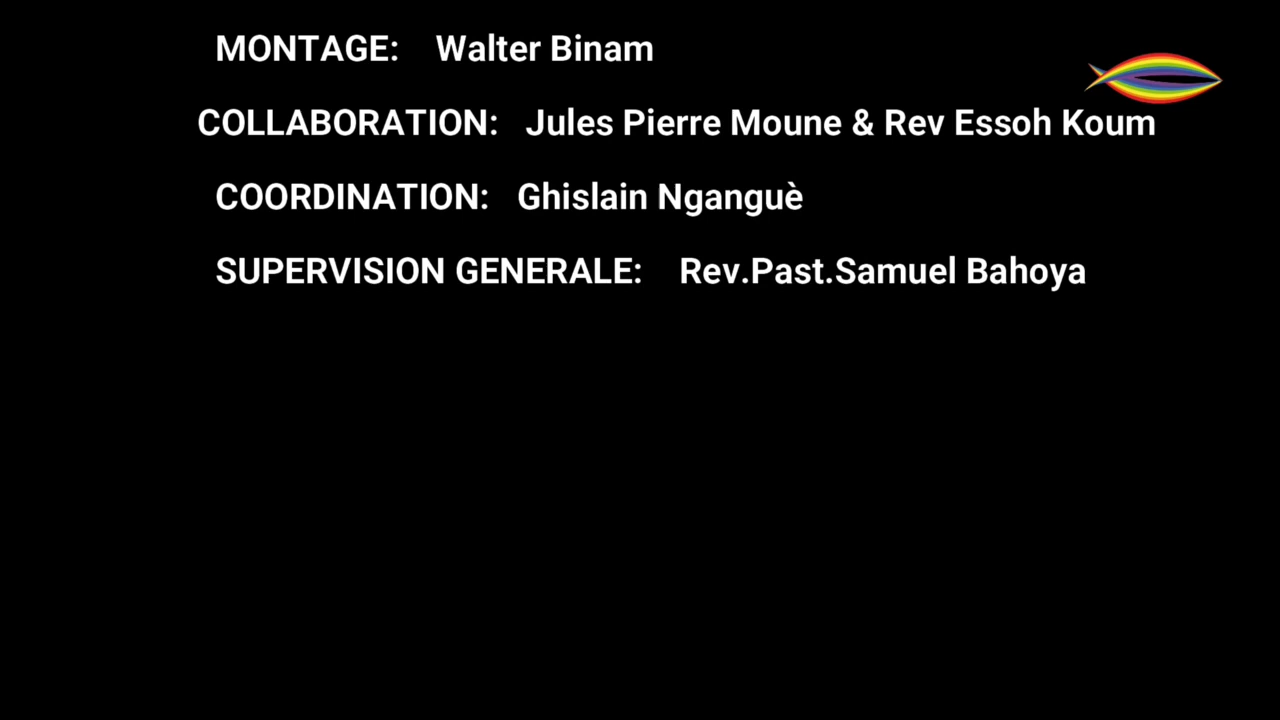 MONTAGE: Walter Binam
COLLABORATION: Jules Pierre Moune & Rev Essoh Koum
COORDINATION: Ghislain Nganguè
SUPERVISION GENERALE: Rev.Past.Samuel Bahoya